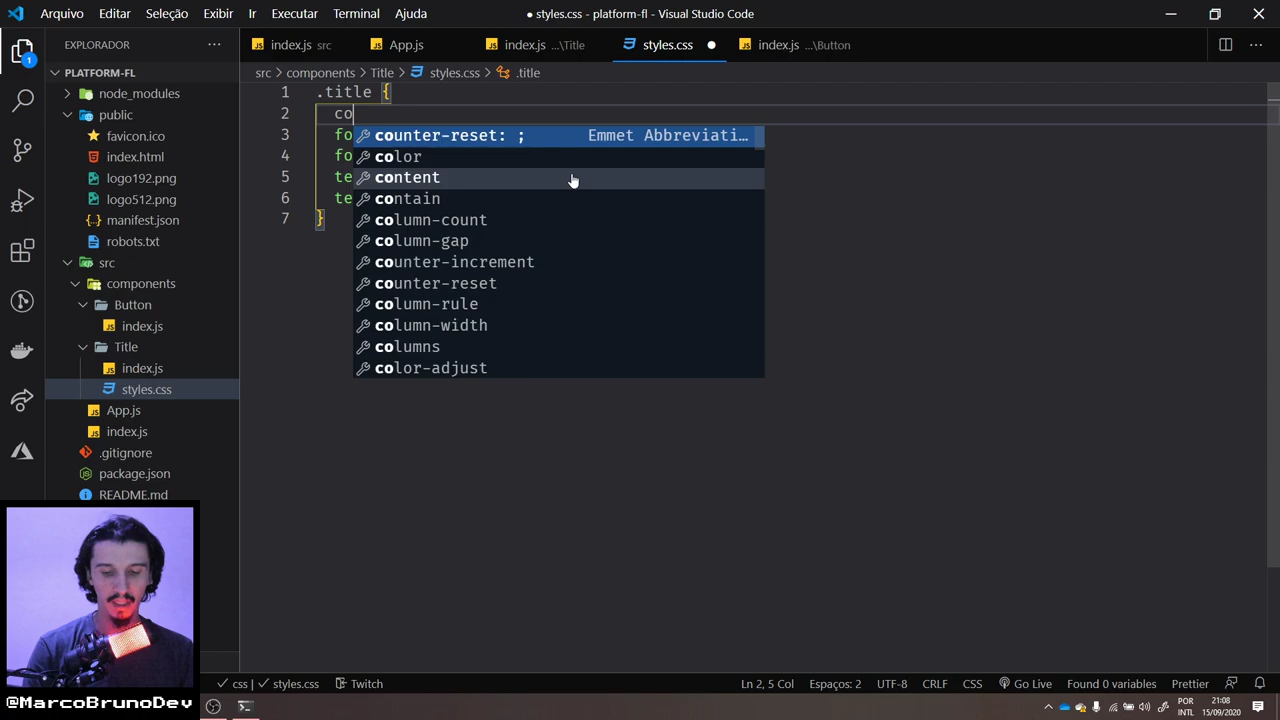 Arquivo Editar Seleção Exibir Ir Executar Terminal Ajuda
● styles.css - platform-fl - Visual Studio Code
EXPLORADOR
index.js src
App.js
index.js ...\Title
styles.css
index.js ...\Button
PLATFORM-FL
src > components > Title > styles.css > .title
node_modules
public
favicon.ico
index.html
logo192.png
logo512.png
manifest.json
robots.txt
src
components
Button
index.js
Title
index.js
styles.css
App.js
index.js
.gitignore
package.json
README.md
1 .title {
2 co
3 fo
4 fo
5 te
6 te
7 }
counter-reset: ; Emmet Abbreviati...
color
content
contain
column-count
column-gap
counter-increment
counter-reset
column-rule
column-width
columns
color-adjust
1
@MarcoBrunoDev
css | styles.css
Twitch
Ln 2, 5 Col
Espaços: 2
UTF-8
CRLF
CSS
Go Live
Found 0 variables
Prettier
POR
INTL
21:08
15/09/2020